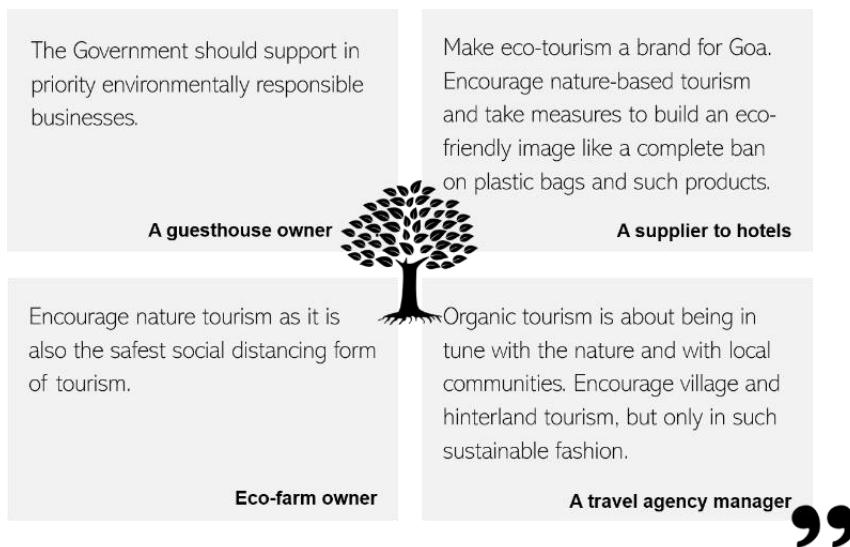 The Government should support in
priority environmentally responsible
businesses.
A guesthouse owner
Make eco-tourism a brand for Goa.
Encourage nature-based tourism
and take measures to build an eco-
friendly image like a complete ban
on plastic bags and such products.
A supplier to hotels
Encourage nature tourism as it is
also the safest social distancing form
of tourism.
Eco-farm owner
Organic tourism is about being in
tune with the nature and with local
communities. Encourage village and
hinterland tourism, but only in such
sustainable fashion.
A travel agency manager
”